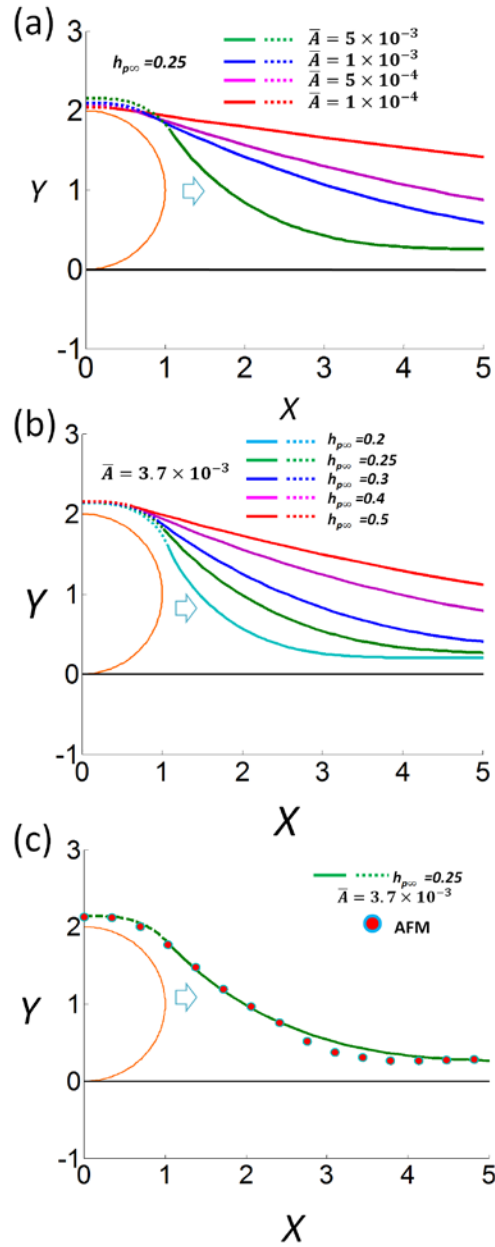 (a)
h_p∞ =0.25
A̅ = 5 × 10⁻³
A̅ = 1 × 10⁻³
A̅ = 5 × 10⁻⁴
A̅ = 1 × 10⁻⁴
3
2
Y
1
0
-1
0 1 2 3 4 5
X
(b)
A̅ = 3.7 × 10⁻³
h_p∞ =0.2
h_p∞ =0.25
h_p∞ =0.3
h_p∞ =0.4
h_p∞ =0.5
3
2
Y
1
0
-1
0 1 2 3 4 5
X
(c)
h_p∞ =0.25
A̅ = 3.7 × 10⁻³
AFM
3
2
Y
1
0
-1
0 1 2 3 4 5
X